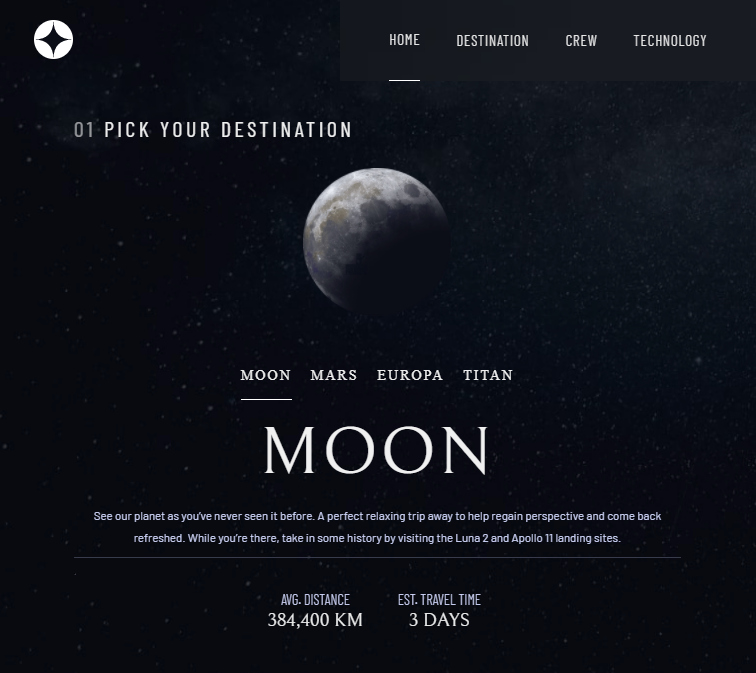 HOME DESTINATION CREW TECHNOLOGY
01 PICK YOUR DESTINATION
MOON MARS EUROPA TITAN
MOON
See our planet as you’ve never seen it before. A perfect relaxing trip away to help regain perspective and come back
refreshed. While you’re there, take in some history by visiting the Luna 2 and Apollo 11 landing sites.
AVG. DISTANCE EST. TRAVEL TIME
384,400 KM 3 DAYS